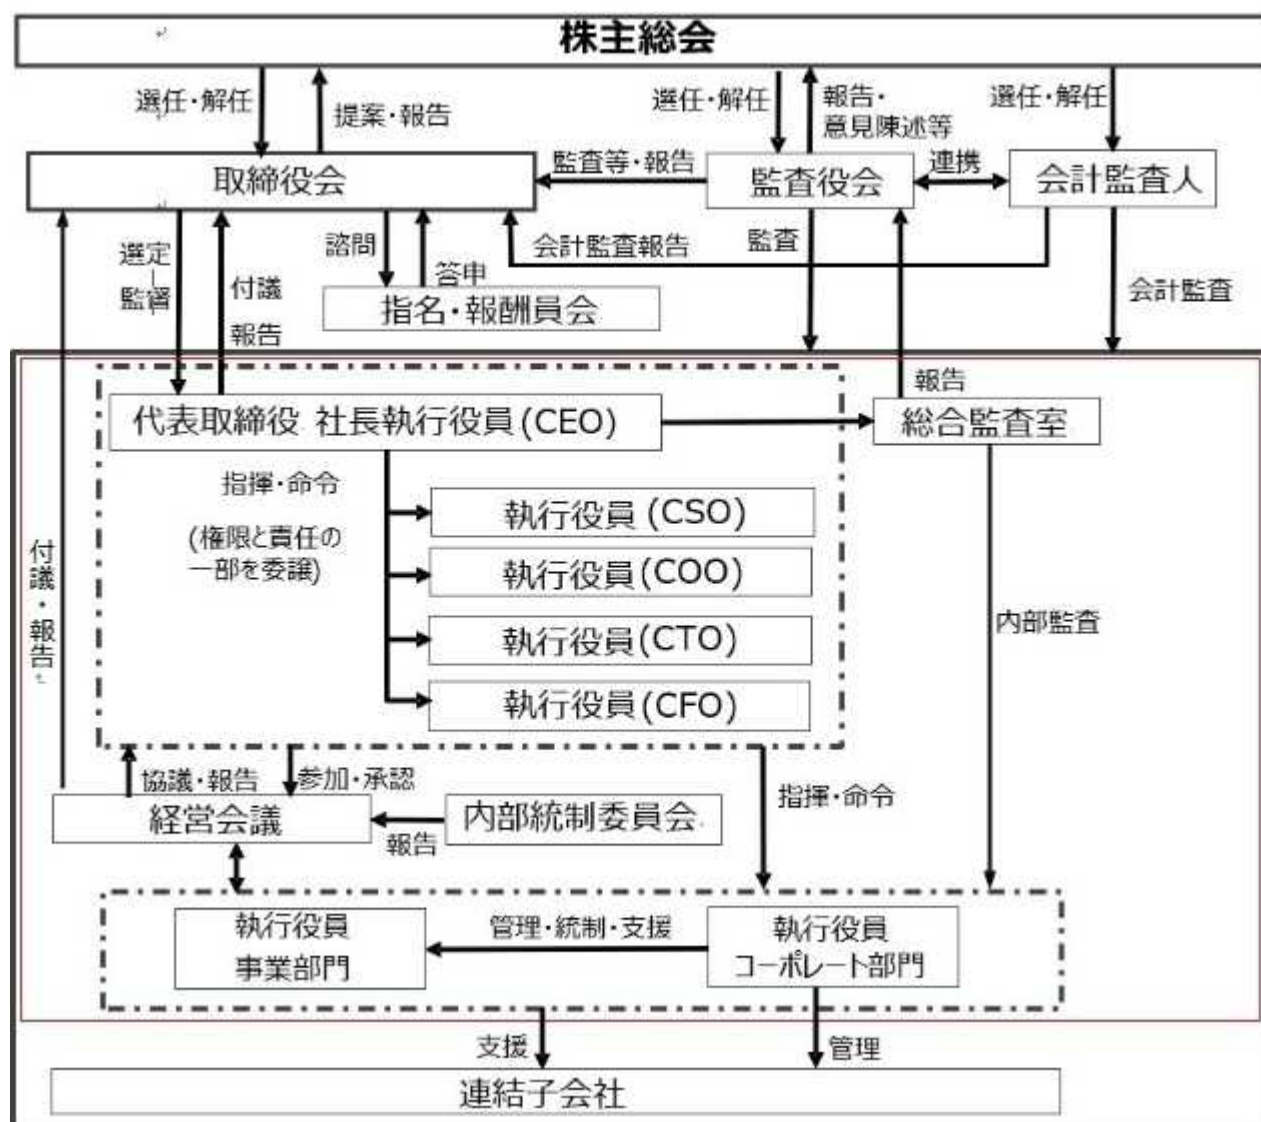 株主総会
選任・解任
提案・報告
選任・解任
報告・
意見陳述等
選任・解任
取締役会
監査等・報告
監査役会
連携
会計監査人
選定
監督
付議
報告
諮問
答申
会計監査報告
監査
会計監査
指名・報酬員会
報告
代表取締役 社長執行役員(CEO)
総合監査室
指揮・命令
(権限と責任の
一部を委譲)
執行役員(CSO)
執行役員(COO)
執行役員(CTO)
執行役員(CFO)
付議・報告
内部監査
協議・報告
参加・承認
指揮・命令
経営会議
報告
内部統制委員会
執行役員
事業部門
管理・統制・支援
執行役員
コーポレート部門
支援
管理
連結子会社